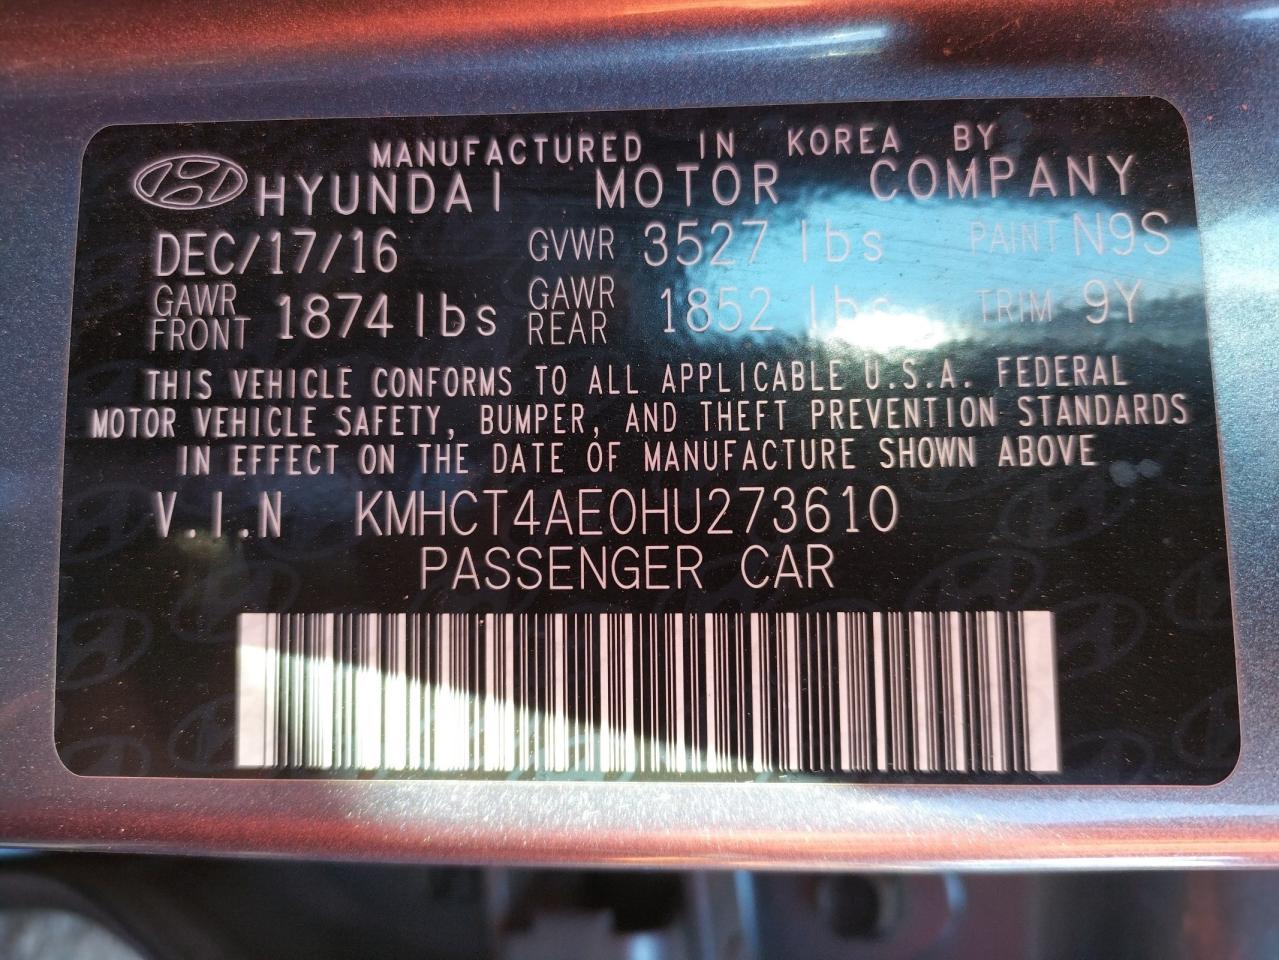 MANUFACTURED IN KOREA BY
HYUNDAI MOTOR COMPANY
DEC/17/16 GVWR 3527 lbs PAINT N9S
GAWR FRONT 1874 lbs GAWR REAR 1852 lbs TRIM 9Y
THIS VEHICLE CONFORMS TO ALL APPLICABLE U.S.A. FEDERAL
MOTOR VEHICLE SAFETY, BUMPER, AND THEFT PREVENTION STANDARDS
IN EFFECT ON THE DATE OF MANUFACTURE SHOWN ABOVE
V.I.N KMHCT4AE0HU273610
PASSENGER CAR